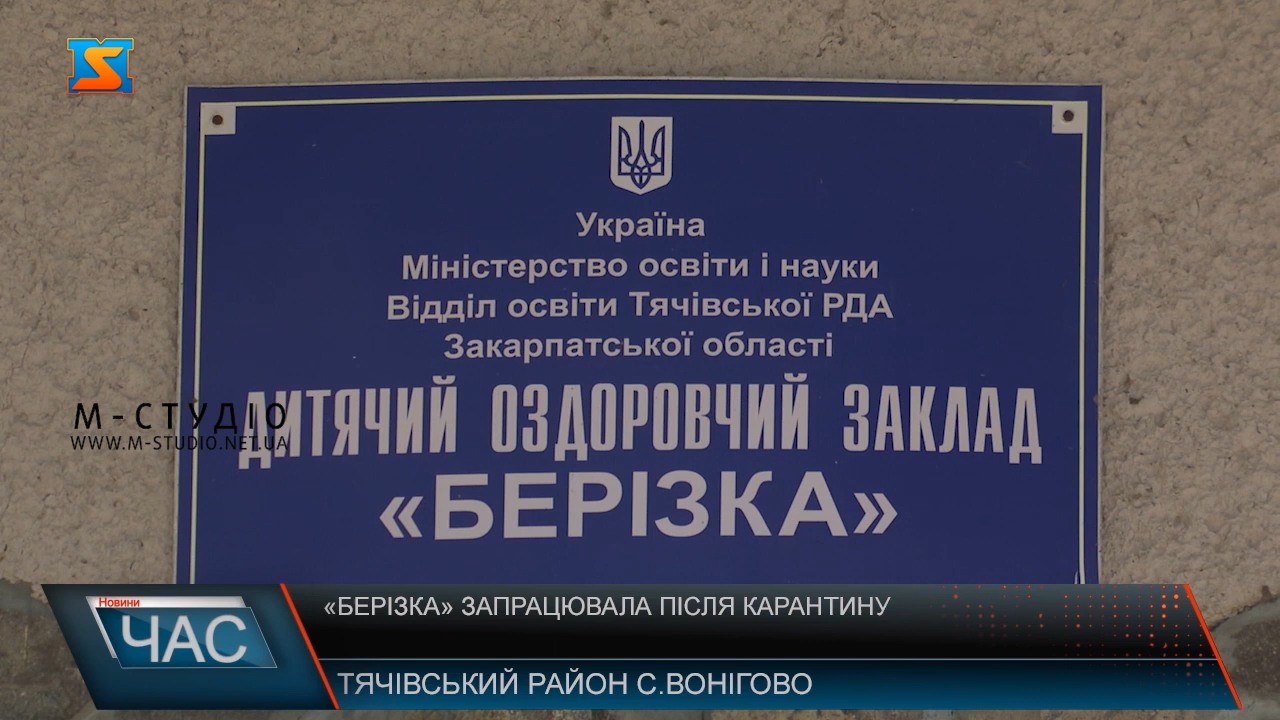 Україна
Міністерство освіти і науки
Відділ освіти Тячівської РДА
Закарпатської області
ДИТЯЧИЙ ОЗДОРОВЧИЙ ЗАКЛАД
«БЕРІЗКА»
М-СТУДІО
WWW.M-STUDIO.NET.UA
Новини
ЧАС
«БЕРІЗКА» ЗАПРАЦЮВАЛА ПІСЛЯ КАРАНТИНУ
ТЯЧІВСЬКИЙ РАЙОН С.ВОНІГОВО